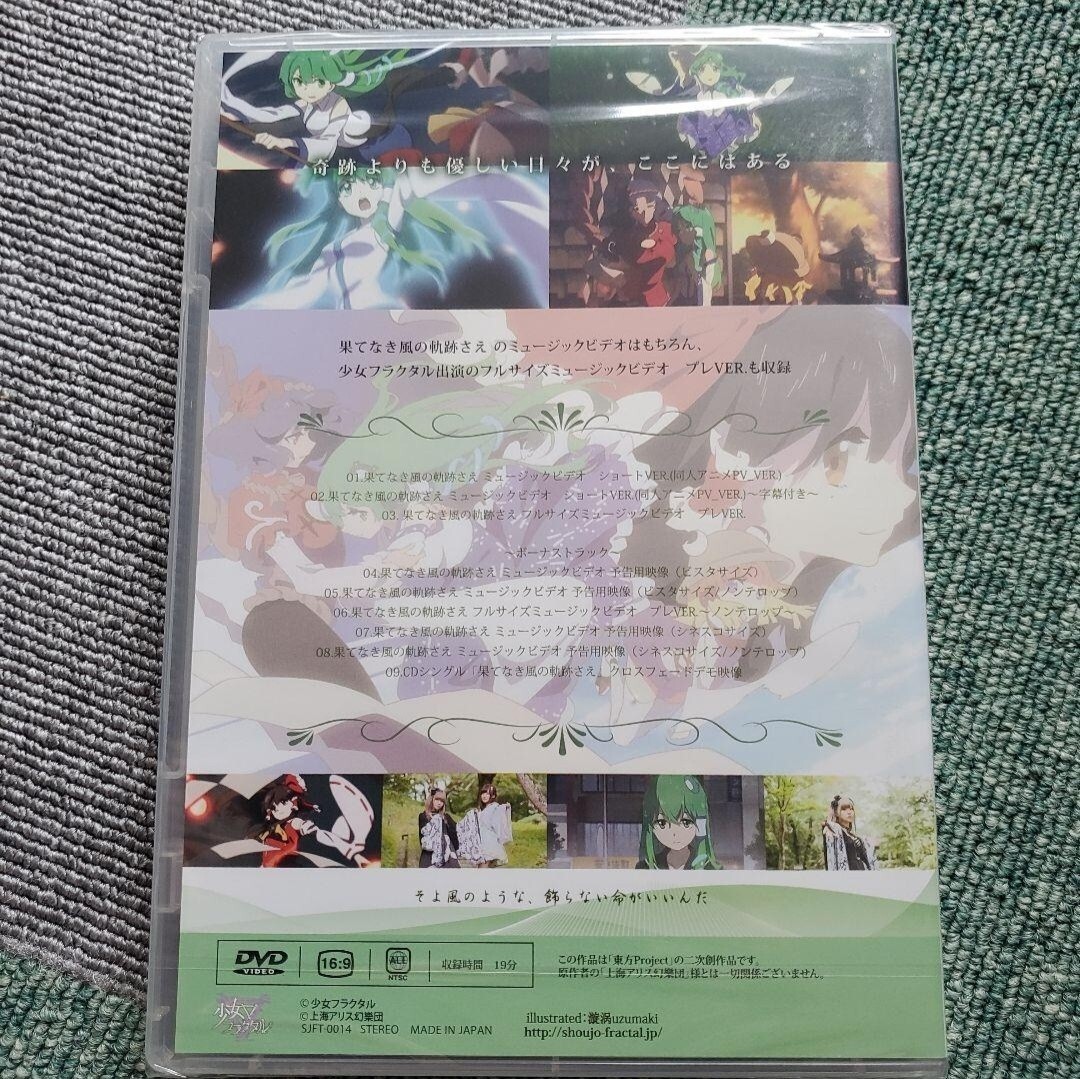 奇跡よりも優しい日々が、ここにはある
果てなき風の軌跡さえ のミュージックビデオはもちろん、
少女フラクタル出演のフルサイズミュージックビデオ　プレVER.も収録
01.果てなき風の軌跡さえ ミュージックビデオ　ショートVER.(同人アニメPV_VER.)
02.果てなき風の軌跡さえ ミュージックビデオ　ショートVER.(同人アニメPV_VER.)～字幕付き～
03. 果てなき風の軌跡さえ フルサイズミュージックビデオ　プレVER.
～ボーナストラック～
04.果てなき風の軌跡さえ ミュージックビデオ 予告用映像（ビスタサイズ）
05.果てなき風の軌跡さえ ミュージックビデオ 予告用映像（ビスタサイズ/ノンテロップ）
06.果てなき風の軌跡さえ フルサイズミュージックビデオ　プレVER.～ノンテロップ～
07.果てなき風の軌跡さえ ミュージックビデオ 予告用映像（シネスコサイズ）
08.果てなき風の軌跡さえ ミュージックビデオ 予告用映像（シネスコサイズ/ノンテロップ）
09.CDシングル「果てなき風の軌跡さえ」クロスフェードデモ映像
そよ風のような、飾らない命がいいんだ
DVD VIDEO 16:9 ALL NTSC 収録時間 19分
この作品は「東方Project」の二次創作品です。
原作者の「上海アリス幻樂団」様とは一切関係ございません。
少女フラクタル
©少女フラクタル
©上海アリス幻樂団
SJFT-0014 STEREO MADE IN JAPAN
illustrated：漩涡uzumaki
http://shoujo-fractal.jp/